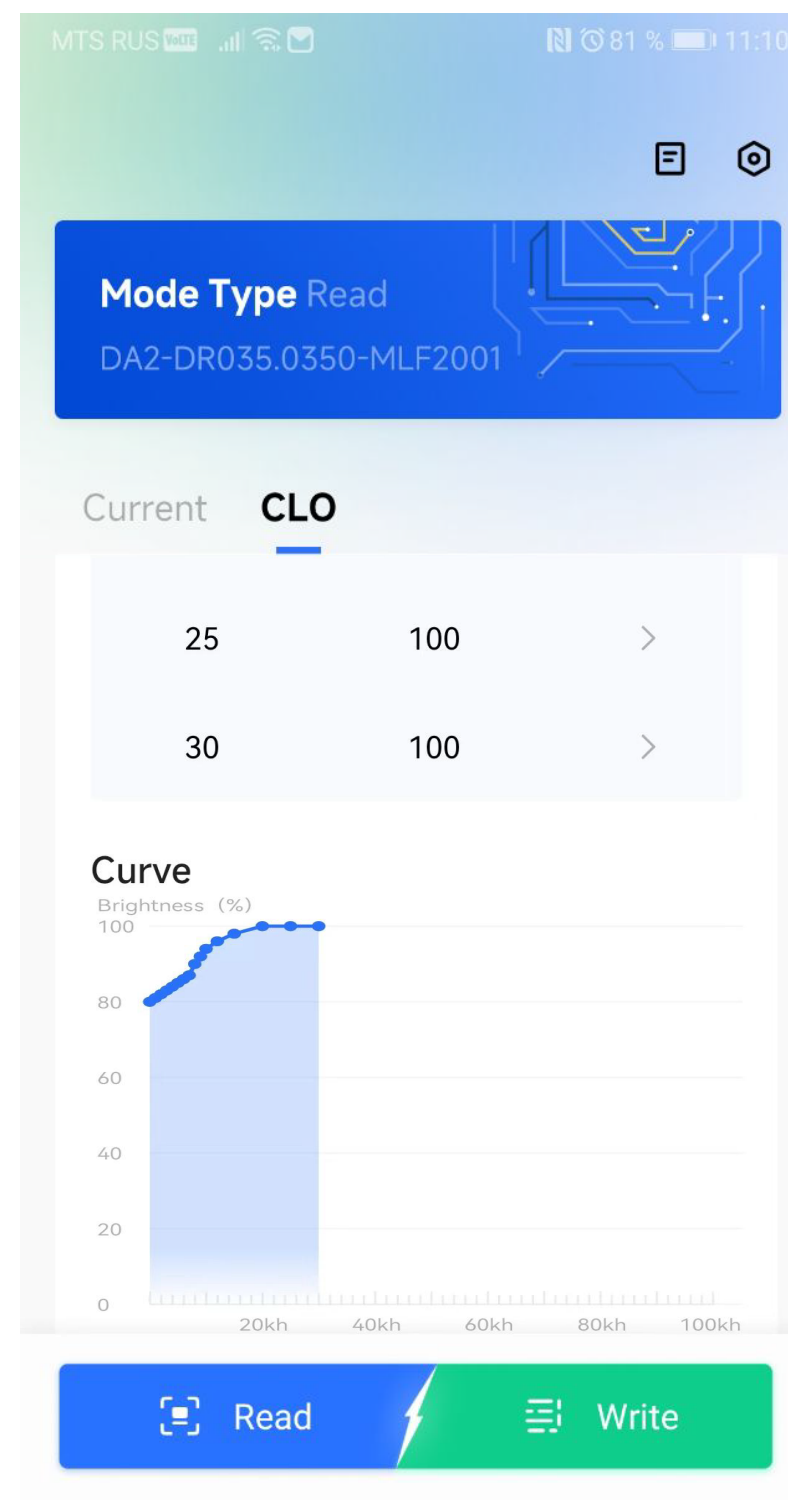 MTS RUS VoLTE 81 % 11:10
Mode Type Read
DA2-DR035.0350-MLF2001
Current CLO
25 100
30 100
Curve
Brightness (%)
100
80
60
40
20
0
20kh 40kh 60kh 80kh 100kh
Read Write